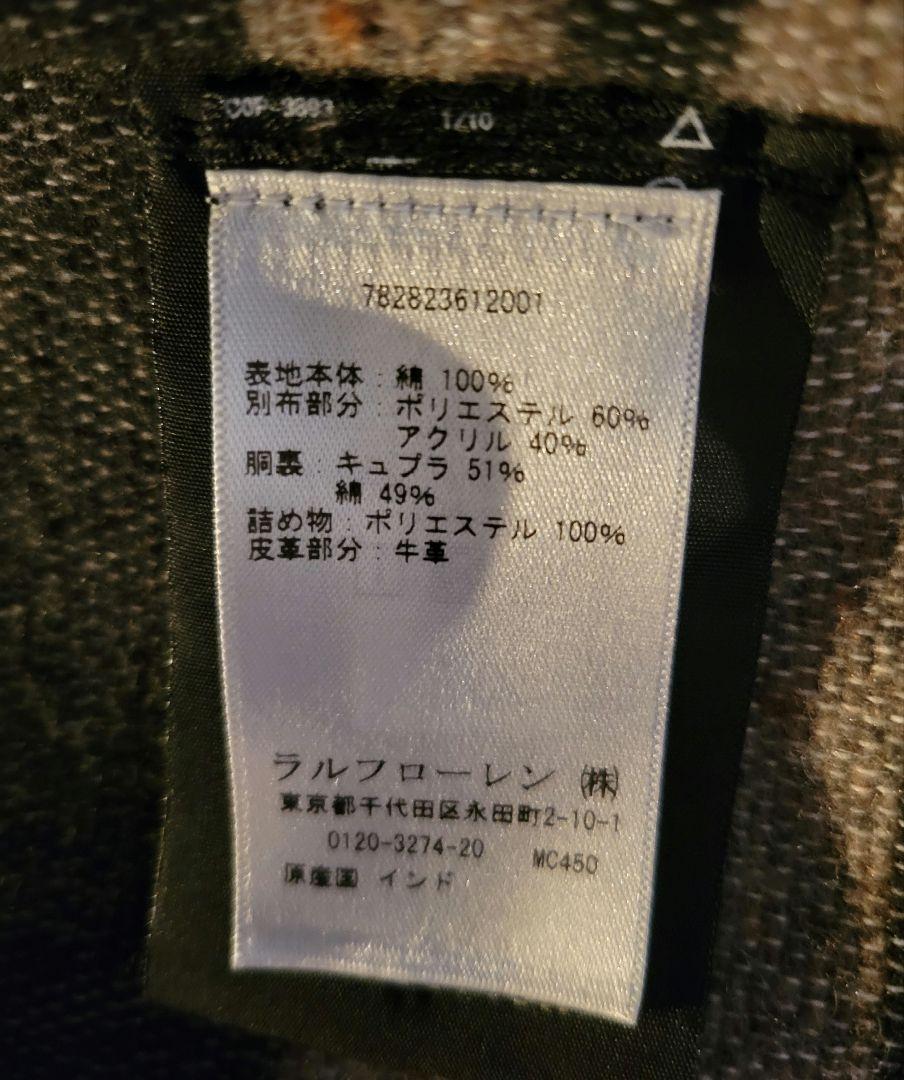 1710
782823612001
表地本体：綿 100%
別布部分：ポリエステル 60%
アクリル 40%
胴裏：キュプラ 51%
綿 49%
詰め物：ポリエステル 100%
皮革部分：牛革
ラルフローレン ㈱
東京都千代田区永田町2-10-1
0120-3274-20 MC450
原産国 インド